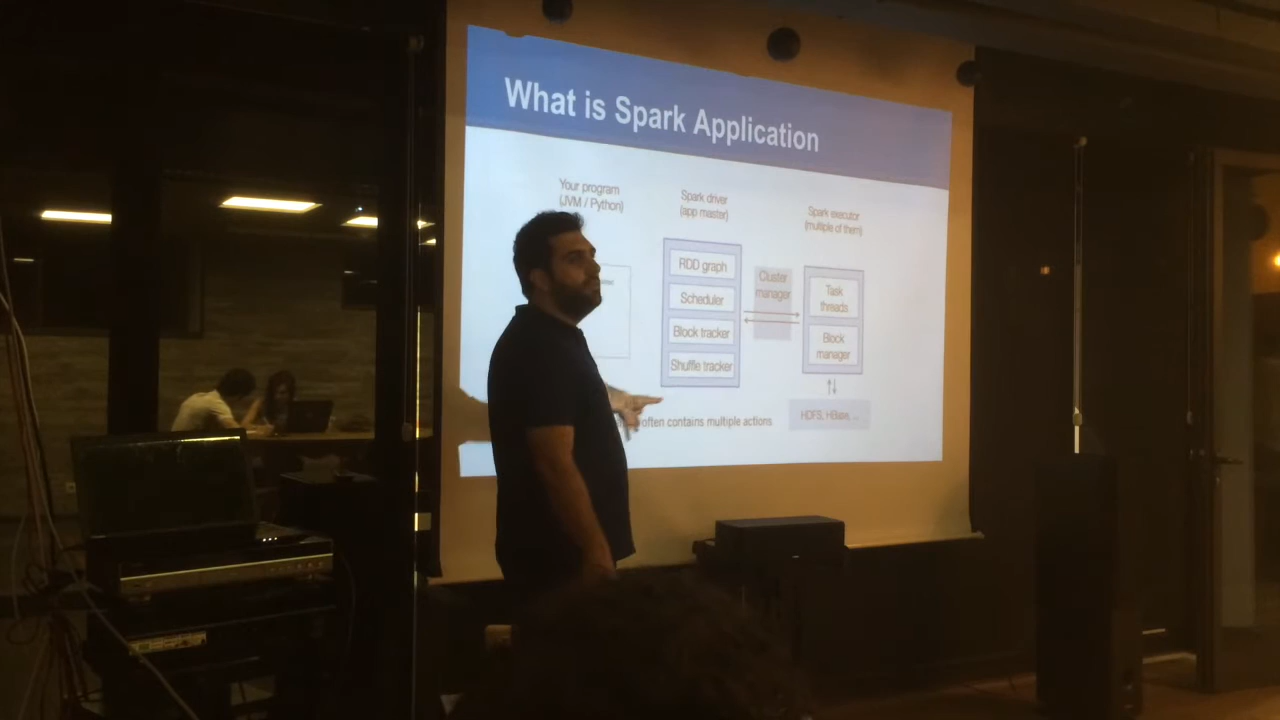 What is Spark Application
Your program
(JVM / Python)
Spark driver
(app master)
Spark executor
(multiple of them)
RDD graph
Scheduler
Block tracker
Shuffle tracker
Cluster
manager
Task
threads
Block
manager
HDFS, HBase, ...
often contains multiple actions